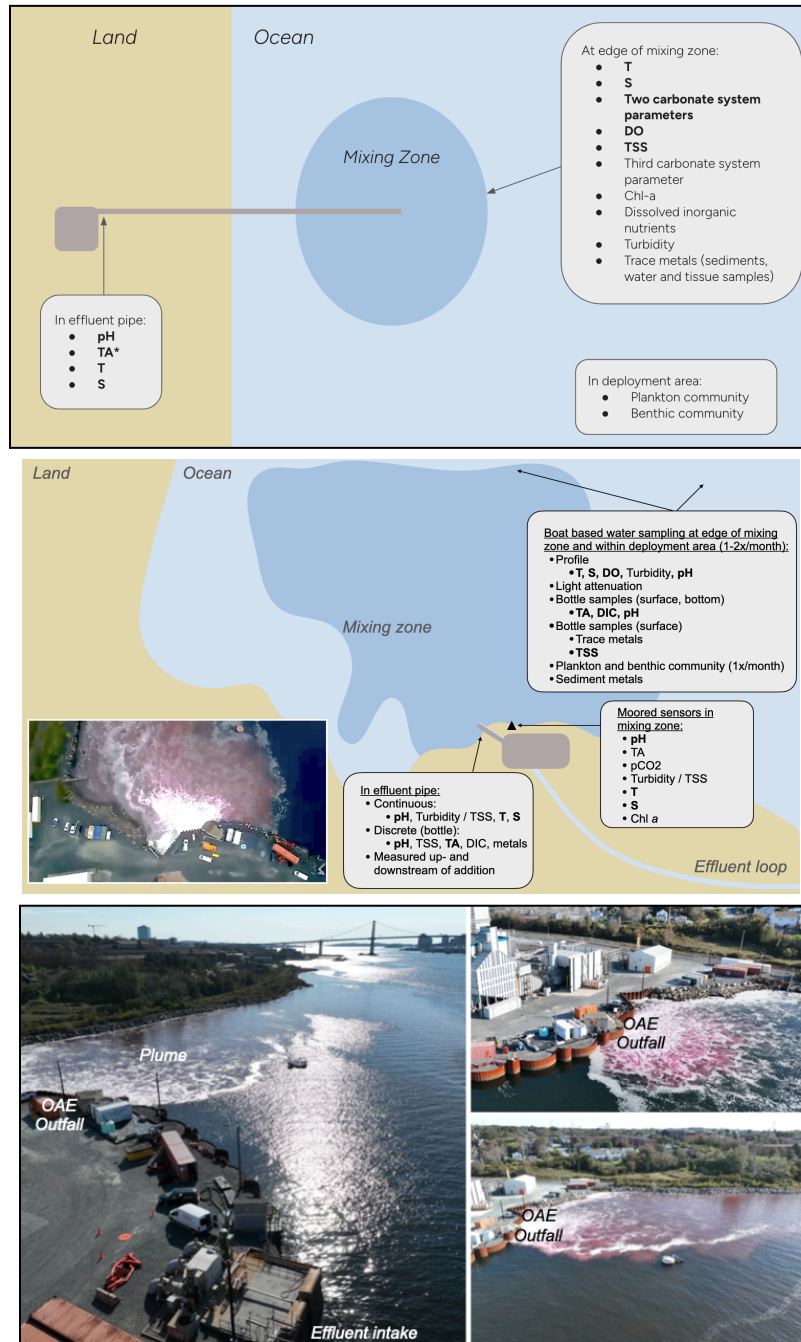 Land
Ocean
Mixing Zone
At edge of mixing zone:
● T
● S
● Two carbonate system
parameters
● DO
● TSS
● Third carbonate system
parameter
● Chl-a
● Dissolved inorganic
nutrients
● Turbidity
● Trace metals (sediments,
water and tissue samples)
In effluent pipe:
● pH
● TA*
● T
● S
In deployment area:
● Plankton community
● Benthic community
Land
Ocean
Mixing zone
Boat based water sampling at edge of mixing
zone and within deployment area (1-2x/month):
• Profile
• T, S, DO, Turbidity, pH
• Light attenuation
• Bottle samples (surface, bottom)
• TA, DIC, pH
• Bottle samples (surface)
• Trace metals
• TSS
• Plankton and benthic community (1x/month)
• Sediment metals
Moored sensors in
mixing zone:
• pH
• TA
• pCO2
• Turbidity / TSS
• T
• S
• Chl a
In effluent pipe:
• Continuous:
• pH, Turbidity / TSS, T, S
• Discrete (bottle):
• pH, TSS, TA, DIC, metals
• Measured up- and
downstream of addition
Effluent loop
Plume
OAE
Outfall
Effluent intake
OAE
Outfall
OAE
Outfall